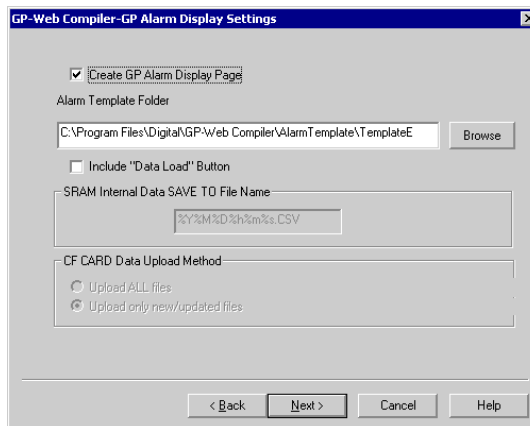 GP-Web Compiler-GP Alarm Display Settings
Create GP Alarm Display Page
Alarm Template Folder
C:\Program Files\Digital\GP-Web Compiler\AlarmTemplate\TemplateE
Browse
Include "Data Load" Button
SRAM Internal Data SAVE TO File Name
%Y%M%D%h%m%s.CSV
CF CARD Data Upload Method
Upload ALL files
Upload only new/updated files
< Back Next > Cancel Help